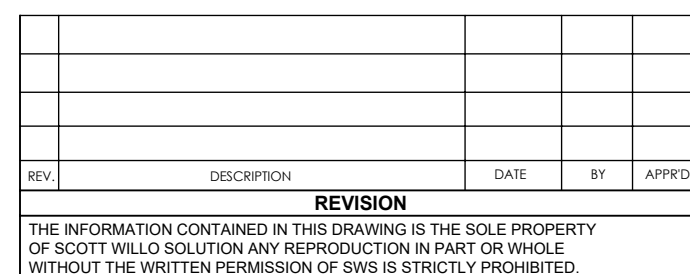 REV. DESCRIPTION DATE BY APPR'D
REVISION
THE INFORMATION CONTAINED IN THIS DRAWING IS THE SOLE PROPERTY
OF SCOTT WILLO SOLUTION ANY REPRODUCTION IN PART OR WHOLE
WITHOUT THE WRITTEN PERMISSION OF SWS IS STRICTLY PROHIBITED.